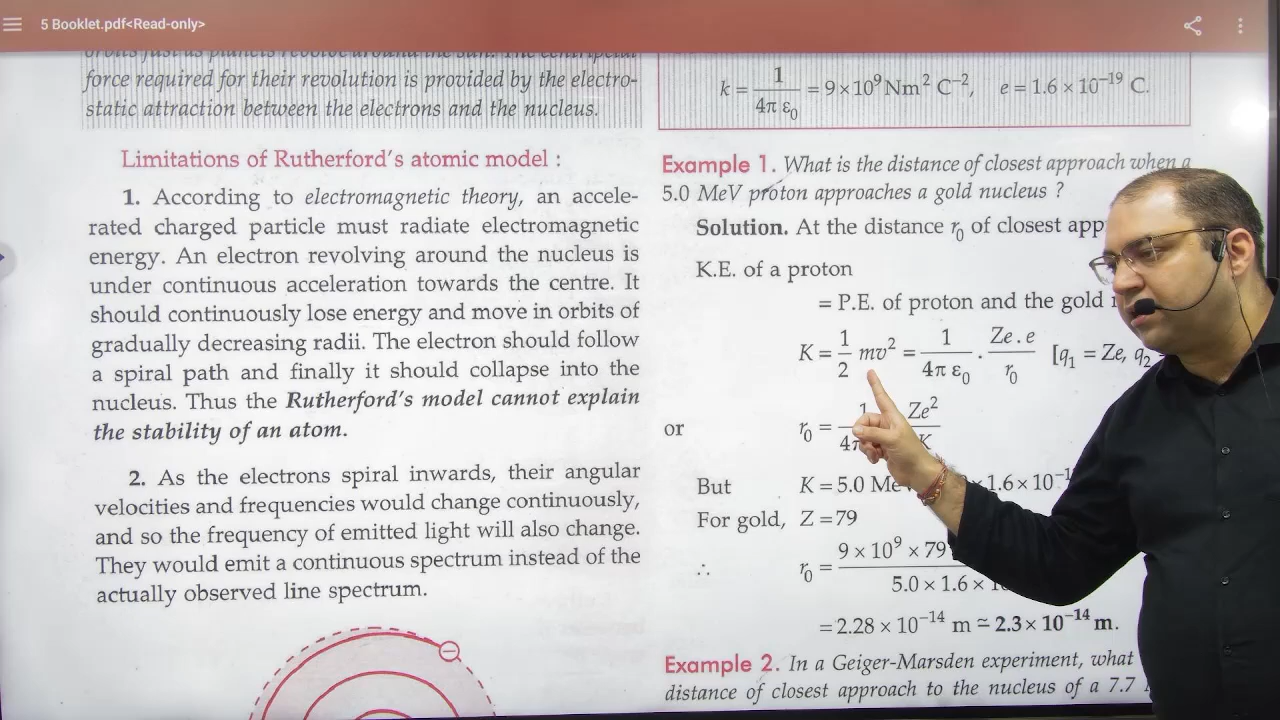 5 Booklet.pdf<Read-only>
force required for their revolution is provided by the electro-
static attraction between the electrons and the nucleus.
Limitations of Rutherford's atomic model :
1. According to electromagnetic theory, an accele-
rated charged particle must radiate electromagnetic
energy. An electron revolving around the nucleus is
under continuous acceleration towards the centre. It
should continuously lose energy and move in orbits of
gradually decreasing radii. The electron should follow
a spiral path and finally it should collapse into the
nucleus. Thus the Rutherford's model cannot explain
the stability of an atom.
2. As the electrons spiral inwards, their angular
velocities and frequencies would change continuously,
and so the frequency of emitted light will also change.
They would emit a continuous spectrum instead of the
actually observed line spectrum.
k = 1/4π ε₀ = 9×10⁹ Nm² C⁻², e = 1.6 × 10⁻¹⁹ C.
Example 1. What is the distance of closest approach when a
5.0 MeV proton approaches a gold nucleus ?
Solution. At the distance r₀ of closest
K.E. of a proton
= P.E. of proton and the gold
K = 1/2 mv² = 1/4π ε₀ · Ze . e/r₀ [q₁ = Ze, q₂
or r₀ = Ze²/K
But K = 5.0 1.6 × 10
For gold, Z = 79
∴ r₀ = 9 × 10⁹ × 79 / 5.0 × 1.6 ×
= 2.28 × 10⁻¹⁴ m ≃ 2.3 × 10⁻¹⁴ m.
Example 2. In a Geiger-Marsden experiment, what
distance of closest approach to the nucleus of a 7.7